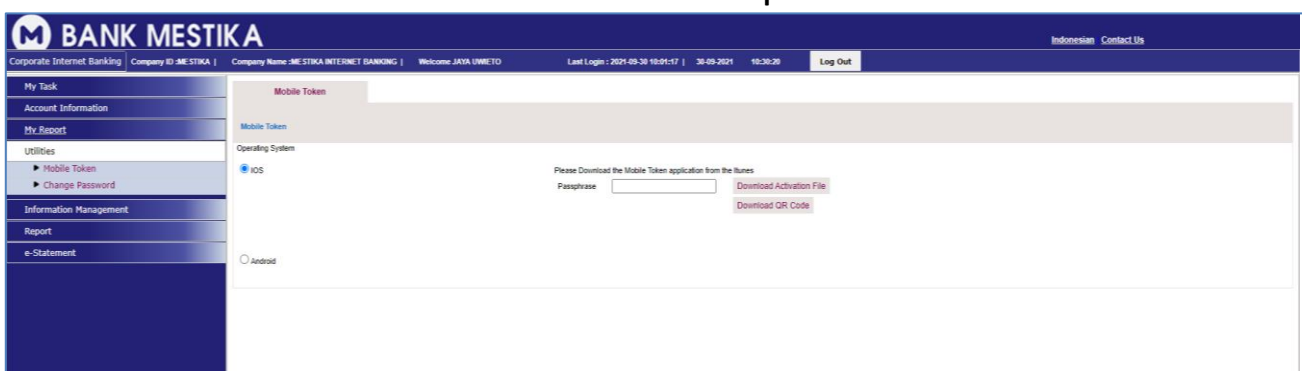 BANK MESTIKA
Indonesian Contact Us
Corporate Internet Banking Company ID :MESTIKA | Company Name :MESTIKA INTERNET BANKING | Welcome JAYA UWIETO Last Login : 2021-09-30 10:01:17 | 30-09-2021 10:30:20 Log Out
My Task
Account Information
My Report
Utilities
Mobile Token
Change Password
Information Management
Report
e-Statement
Mobile Token
Mobile Token
Operating System
IOS
Please Download the Mobile Token application from the Itunes
Passphrase Download Activation File
Download QR Code
Android